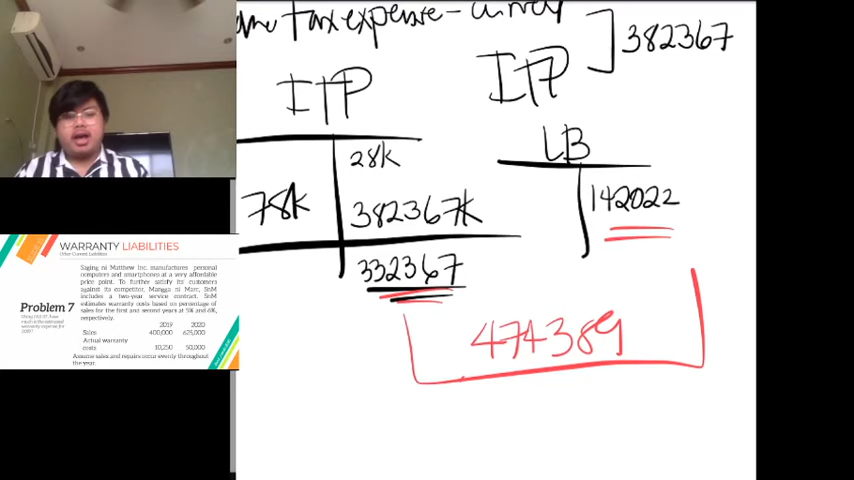 tax expense - current
382367
ITP
ITP
LB
28K
78K
382367K
142022
332367
474389
WARRANTY LIABILITIES
Other Current Liabilities
Saging ni Matthew Inc. manufactures personal
computers and smartphones at a very affordable
price point. To further satisfy its customers
against its competitor, Mangga ni Marc, SnM
includes a two-year service contract. SnM
estimates warranty costs based on percentage of
sales for the first and second years at 5% and 6%,
respectively.
Problem 7
2019 2020
Sales 400,000 625,000
Actual warranty
costs 10,250 50,000
Assume sales and repairs occur evenly throughout
the year.